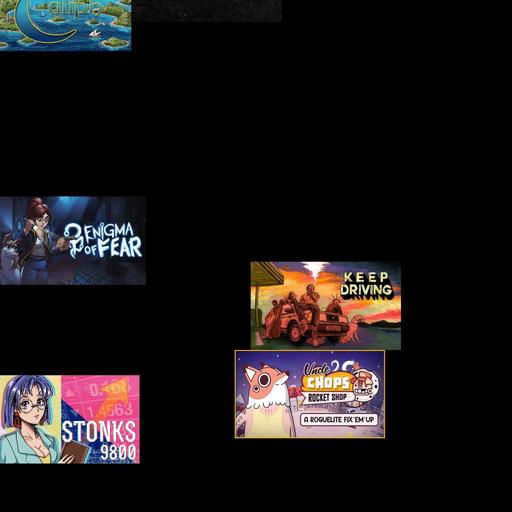 ENIGMA
OF FEAR
KEEP
DRIVING
Uncle
CHOPS
ROCKET SHOP
A ROGUELITE FIX 'EM' UP
STONKS
9800